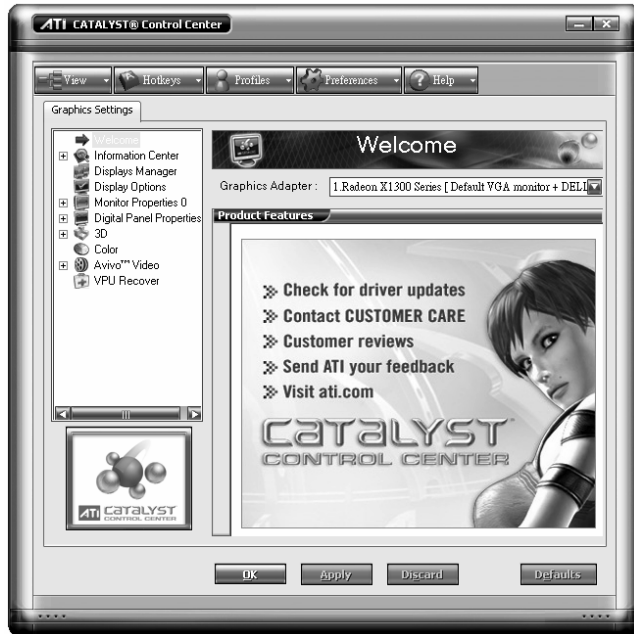 ATI CATALYST® Control Center
View Hotkeys Profiles Preferences Help
Graphics Settings
Welcome
Information Center
Displays Manager
Display Options
Monitor Properties 0
Digital Panel Properties
3D
Color
Avivo™ Video
VPU Recover
ATI CATALYST
CONTROL CENTER
Welcome
Graphics Adapter :
1.Radeon X1300 Series [ Default VGA monitor + DELL
Product Features
Check for driver updates
Contact CUSTOMER CARE
Customer reviews
Send ATI your feedback
Visit ati.com
CATALYST™
CONTROL CENTER
OK Apply Discard Defaults